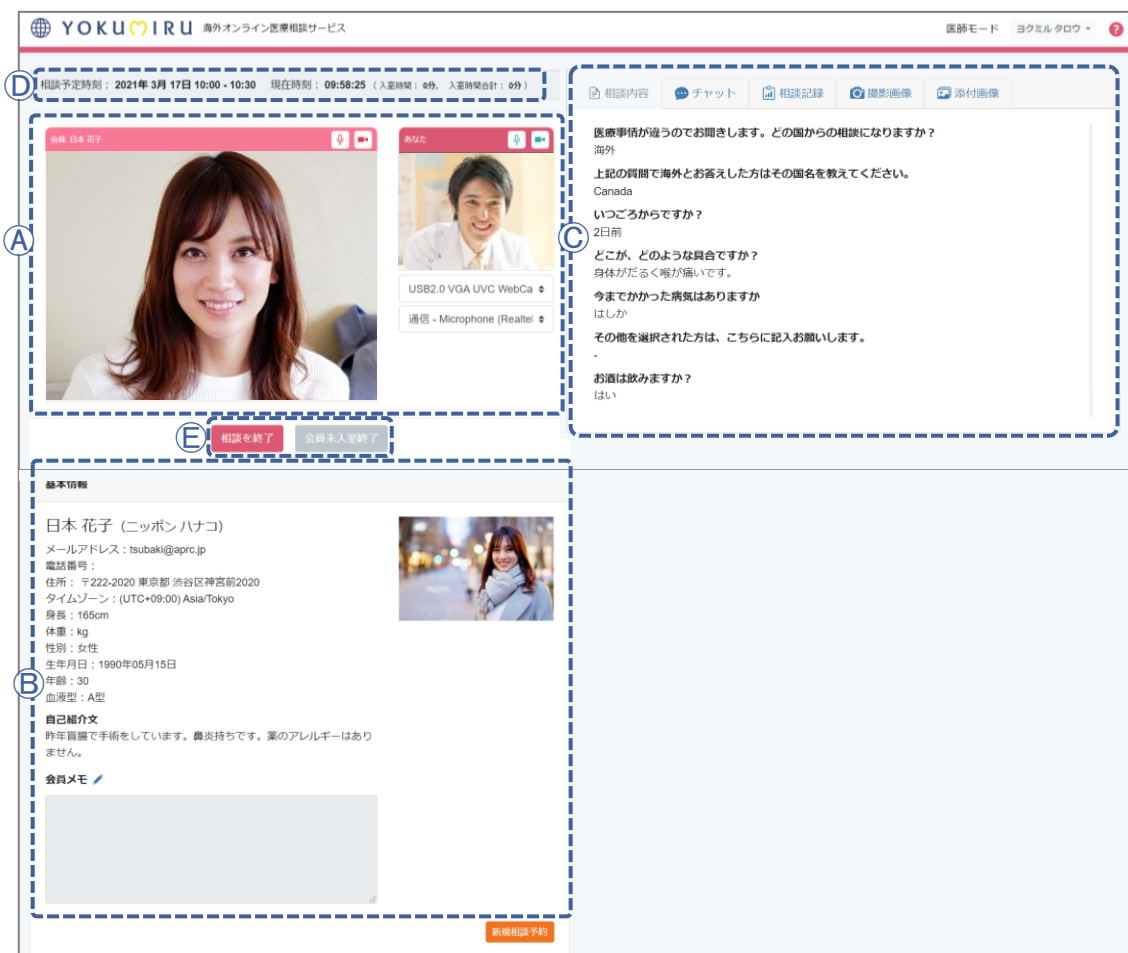 YOKUMIRU 海外オンライン医療相談サービス
医師モード ヨクミル タロウ
?
D
相談予定時刻： 2021年 3月 17日 10:00 - 10:30 現在時刻： 09:58:25 （ 入室時間： 0分, 入室時間合計： 0分 ）
A
会員: 日本 花子
あなた
USB2.0 VGA UVC WebCa
通信 - Microphone (Realtel
E
相談を終了
会員未入室終了
C
相談内容 チャット 相談記録 撮影画像 添付画像
医療事情が違うのでお聞きします。どの国からの相談になりますか？
海外
上記の質問で海外とお答えした方はその国名を教えてください。
Canada
いつごろからですか？
2日前
どこが、どのような具合ですか？
身体がだるく喉が痛いです。
今までかかった病気はありますか
はしか
その他を選択された方は、こちらに記入お願いします。
-
お酒は飲みますか？
はい
B
基本情報
日本 花子（ニッポン ハナコ）
メールアドレス：tsubaki@aprc.jp
電話番号：
住所： 〒222-2020 東京都 渋谷区神宮前2020
タイムゾーン：(UTC+09:00) Asia/Tokyo
身長：165cm
体重：kg
性別：女性
生年月日：1990年05月15日
年齢：30
血液型：A型
自己紹介文
昨年盲腸で手術をしています。鼻炎持ちです。薬のアレルギーはあり
ません。
会員メモ
新規相談予約